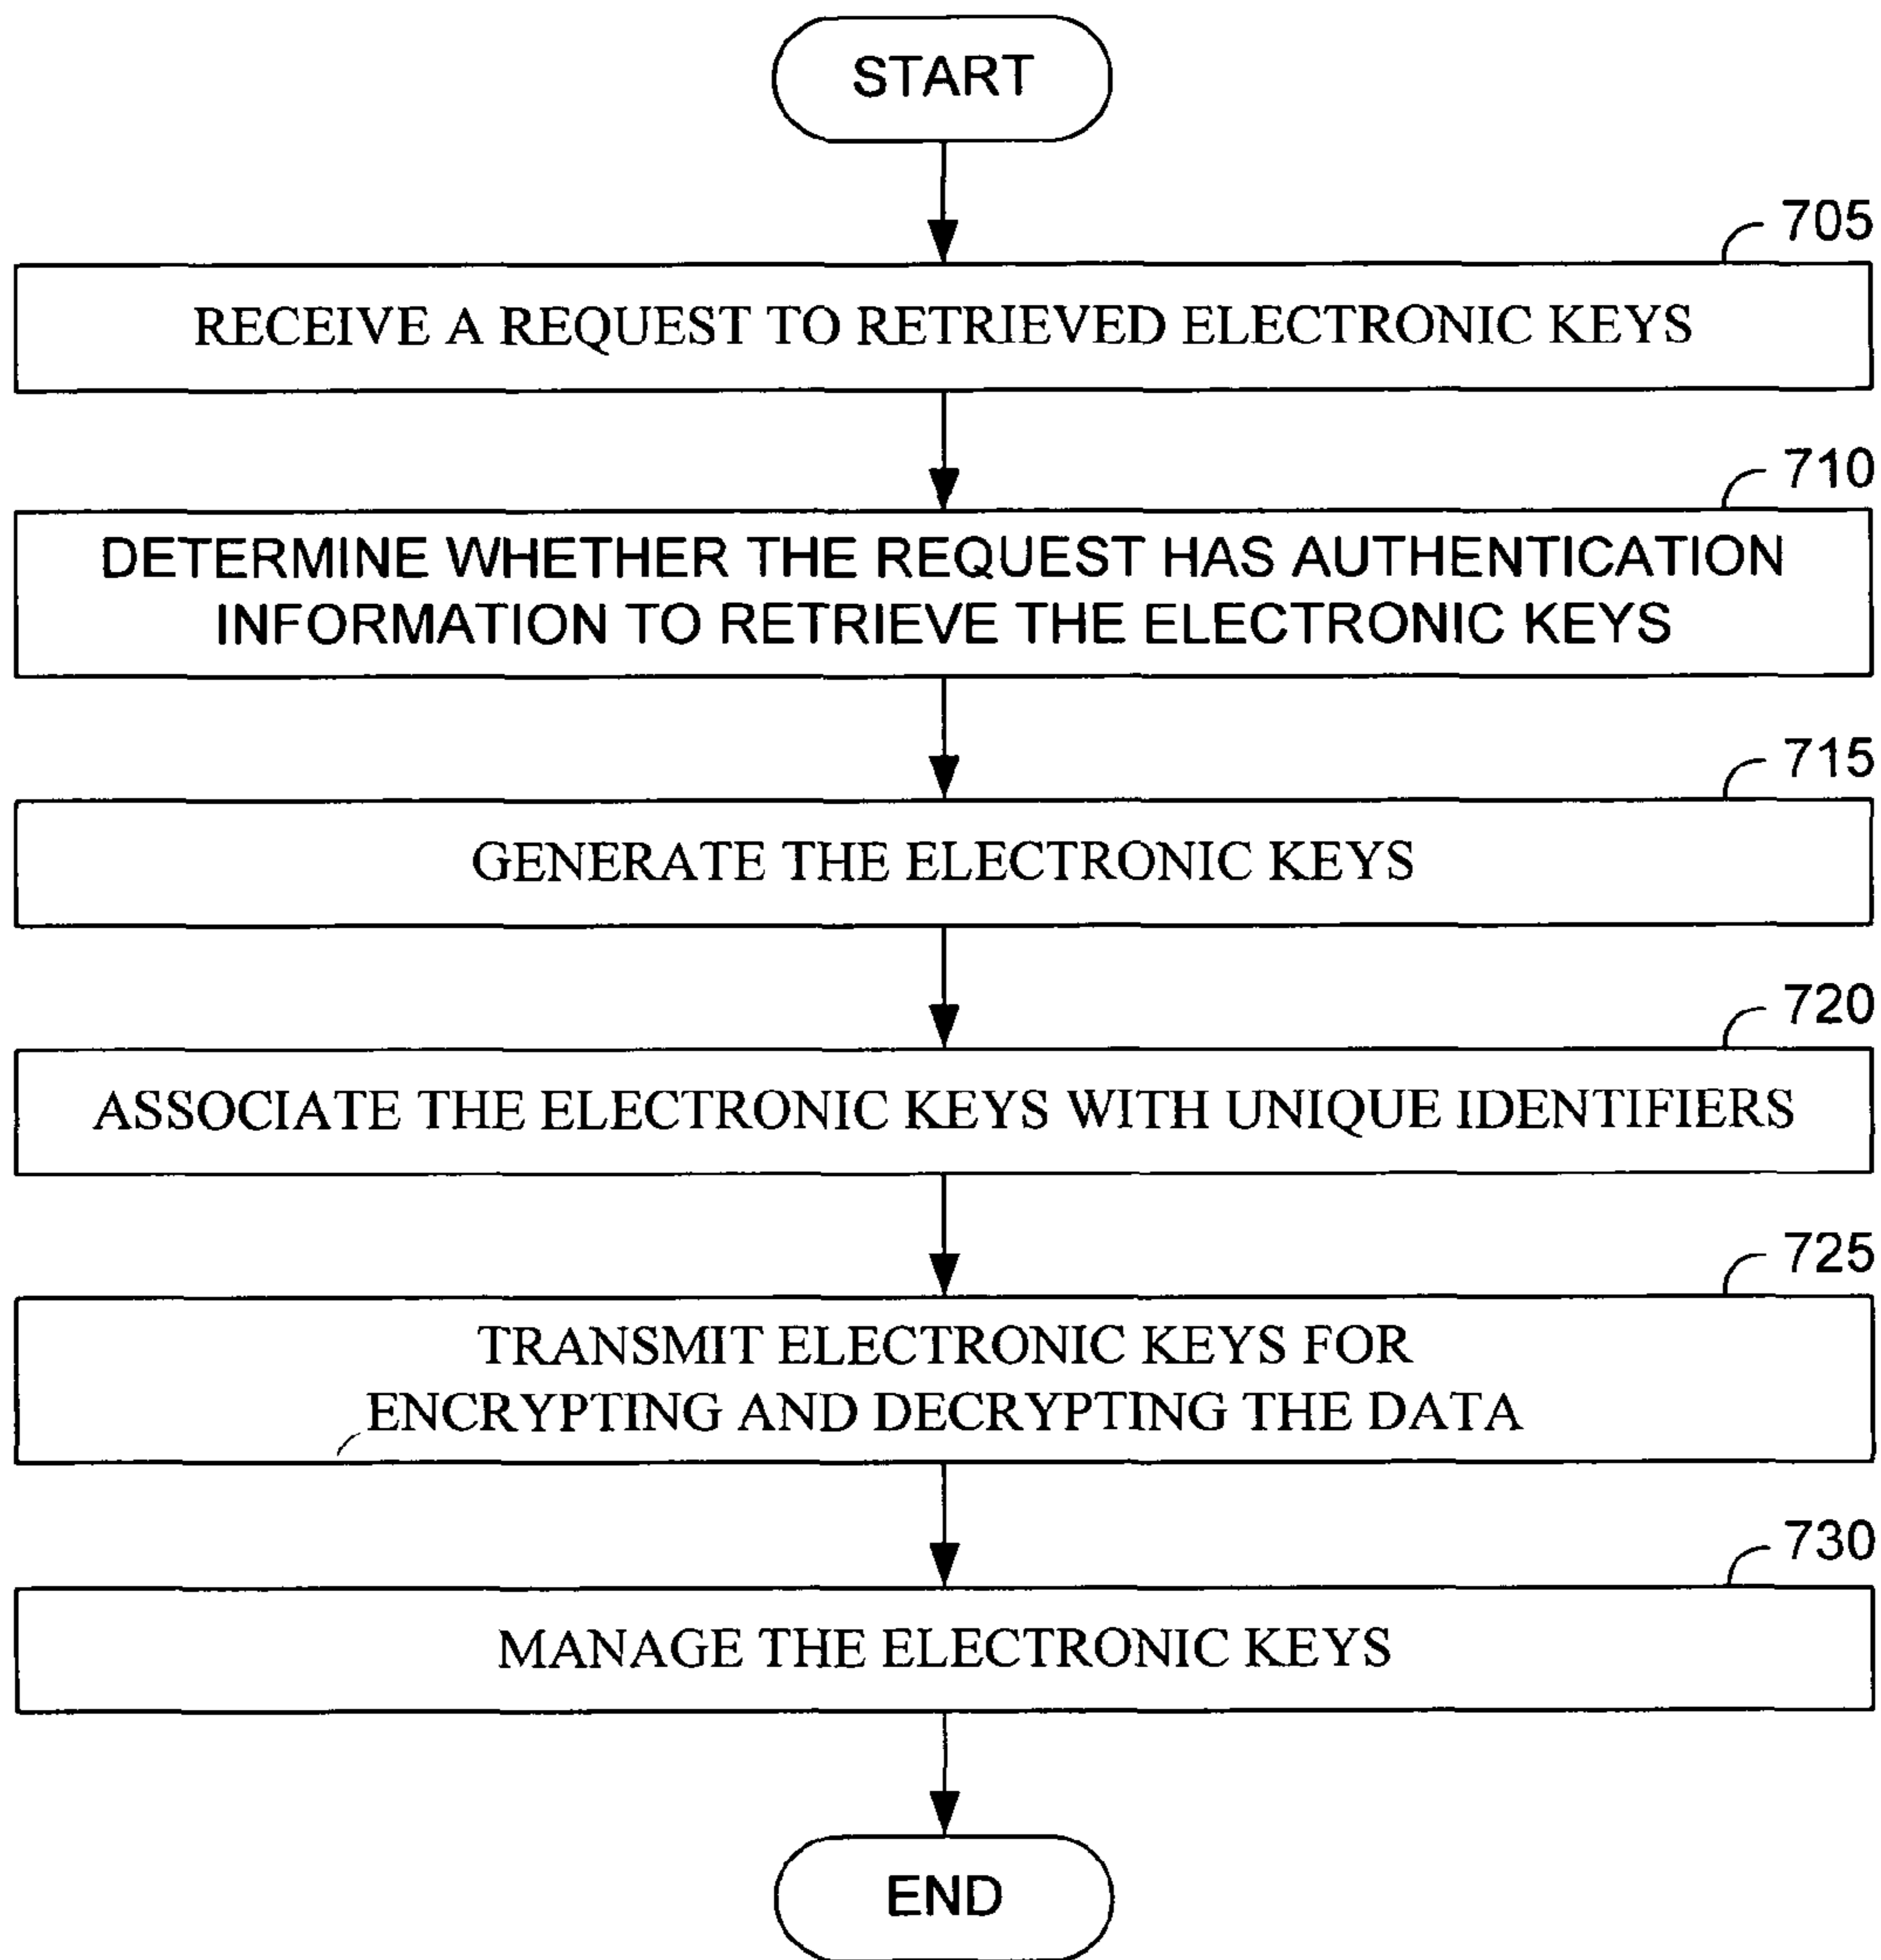 START
705
RECEIVE A REQUEST TO RETRIEVED ELECTRONIC KEYS
710
DETERMINE WHETHER THE REQUEST HAS AUTHENTICATION
INFORMATION TO RETRIEVE THE ELECTRONIC KEYS
715
GENERATE THE ELECTRONIC KEYS
720
ASSOCIATE THE ELECTRONIC KEYS WITH UNIQUE IDENTIFIERS
725
TRANSMIT ELECTRONIC KEYS FOR
ENCRYPTING AND DECRYPTING THE DATA
730
MANAGE THE ELECTRONIC KEYS
END